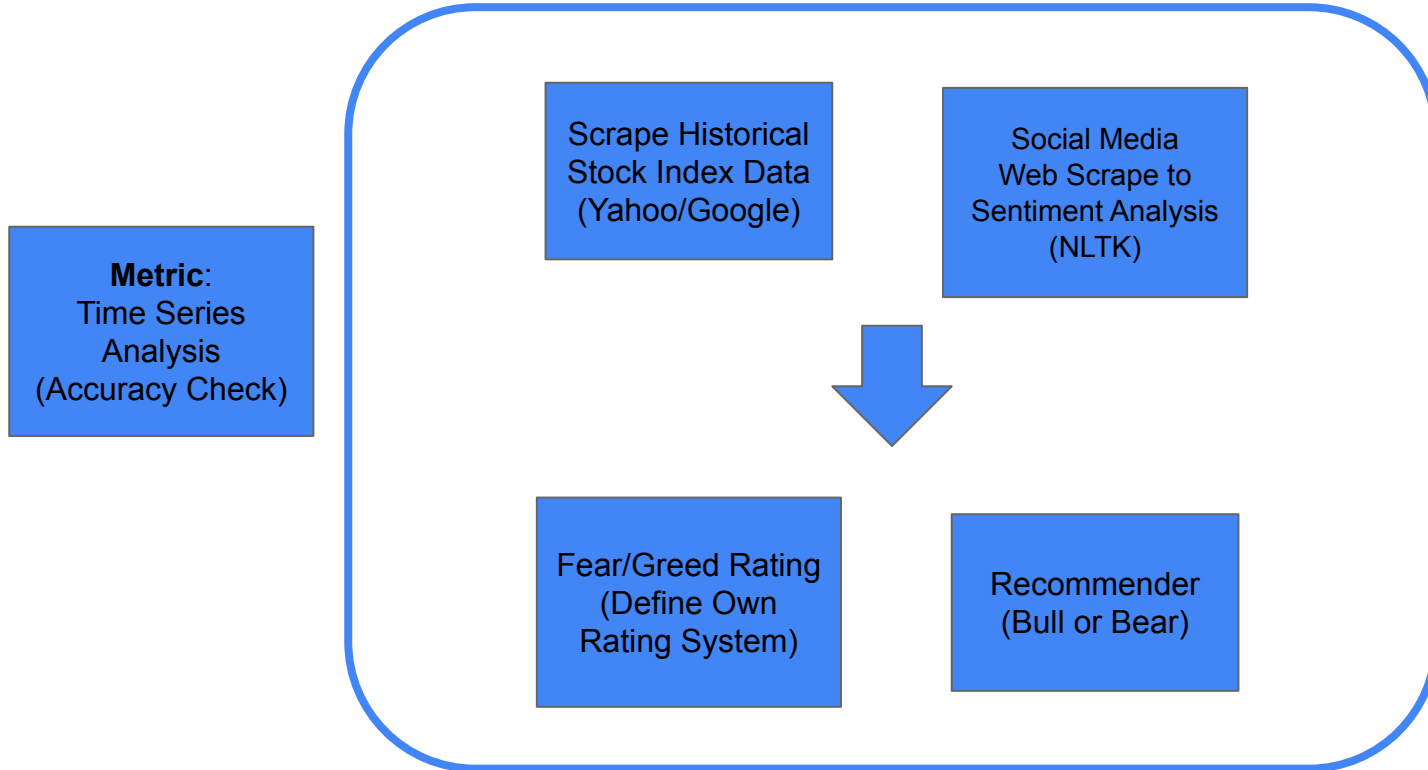 Scrape Historical
Stock Index Data
(Yahoo/Google)
Social Media
Web Scrape to
Sentiment Analysis
(NLTK)
Metric:
Time Series
Analysis
(Accuracy Check)
Fear/Greed Rating
(Define Own
Rating System)
Recommender
(Bull or Bear)